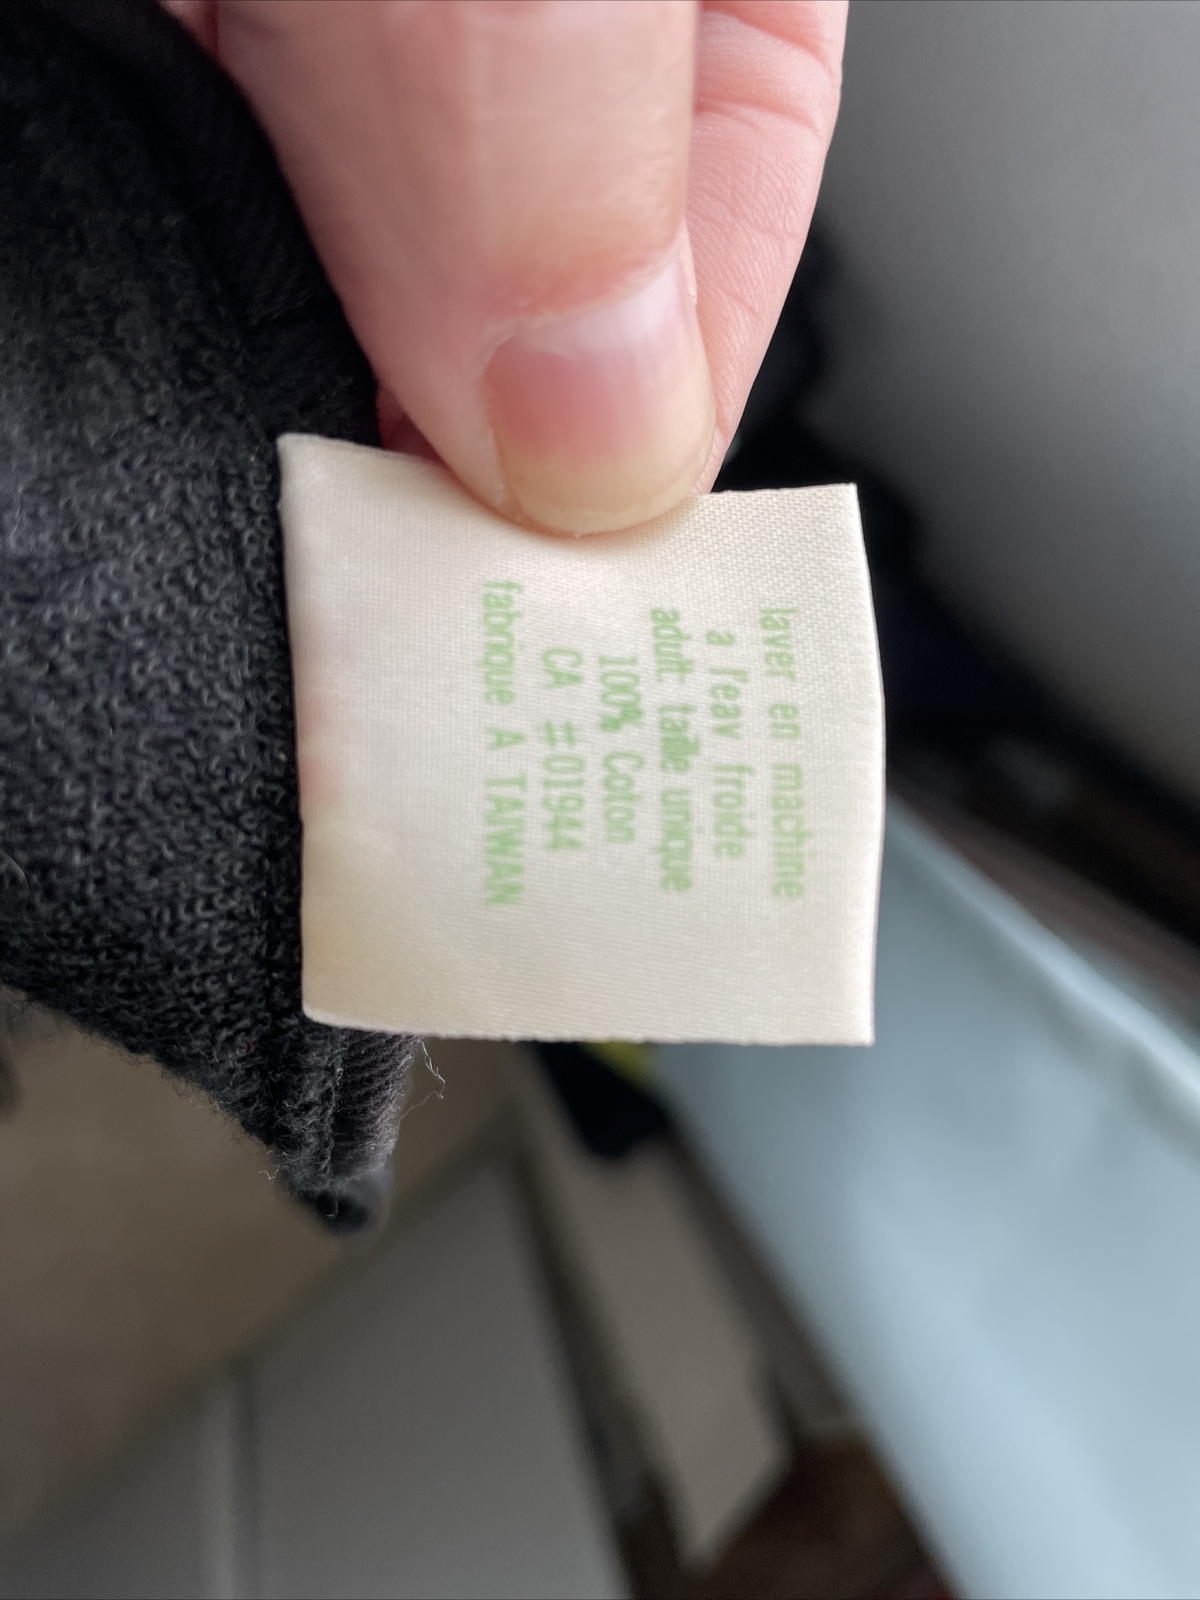 laver en machine
a l'eav froide
adult taille unique
100% Coton
CA #01944
fabrique A TAIWAN